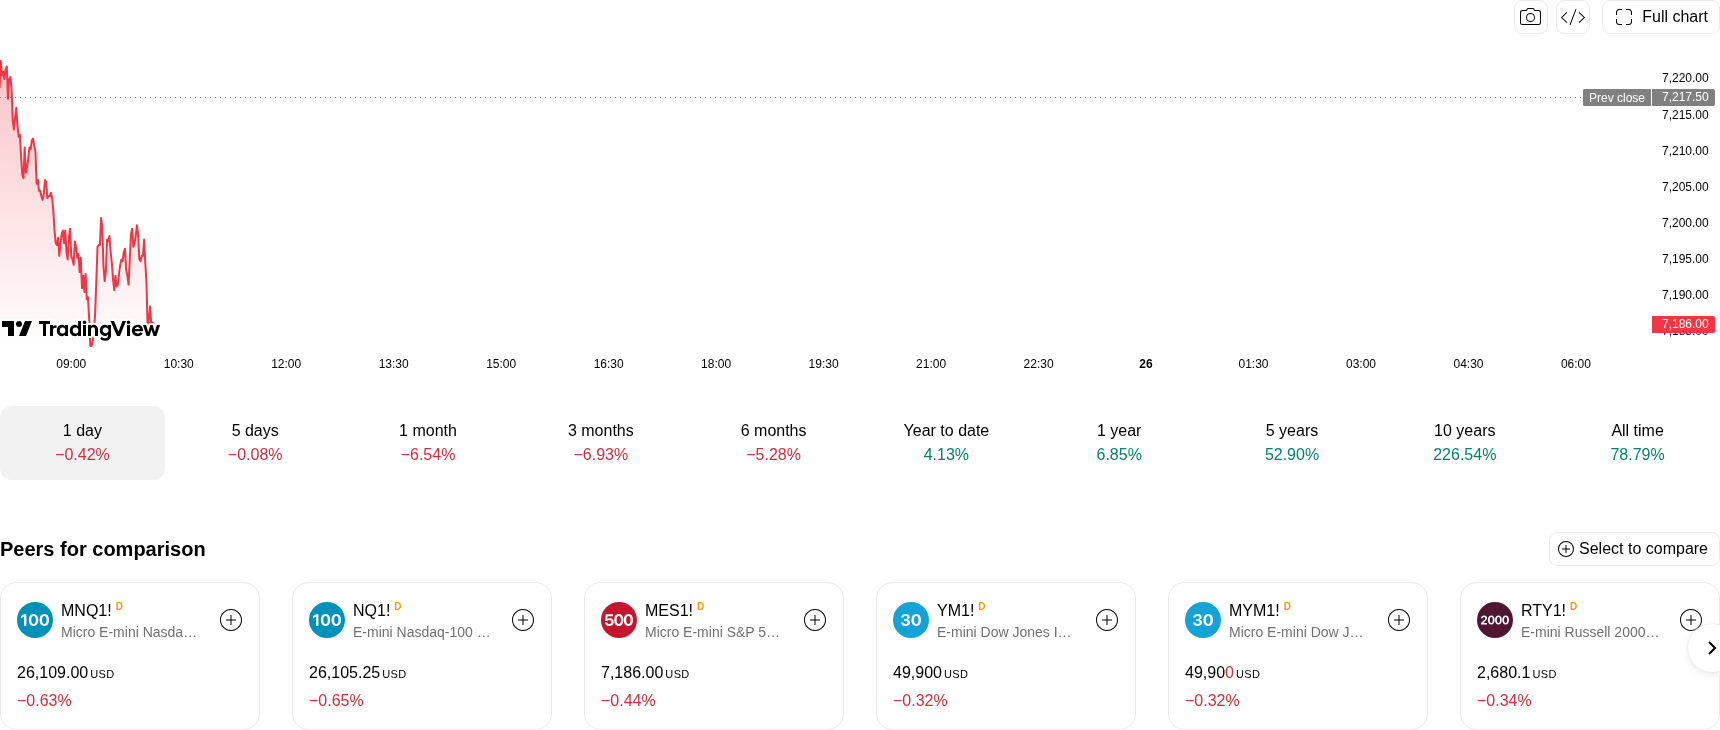 Full chart
7,220.00
Prev close 7,217.50
7,215.00
7,210.00
7,205.00
7,200.00
7,195.00
7,190.00
7,186.00
TradingView
09:00 10:30 12:00 13:30 15:00 16:30 18:00 19:30 21:00 22:30 26 01:30 03:00 04:30 06:00
1 day 5 days 1 month 3 months 6 months Year to date 1 year 5 years 10 years All time
−0.42% −0.08% −6.54% −6.93% −5.28% 4.13% 6.85% 52.90% 226.54% 78.79%
Peers for comparison
Select to compare
100 MNQ1! D
Micro E-mini Nasda…
26,109.00 USD
−0.63%
100 NQ1! D
E-mini Nasdaq-100 …
26,105.25 USD
−0.65%
500 MES1! D
Micro E-mini S&P 5…
7,186.00 USD
−0.44%
30 YM1! D
E-mini Dow Jones I…
49,900 USD
−0.32%
30 MYM1! D
Micro E-mini Dow J…
49,900 USD
−0.32%
2000 RTY1! D
E-mini Russell 2000…
2,680.1 USD
−0.34%